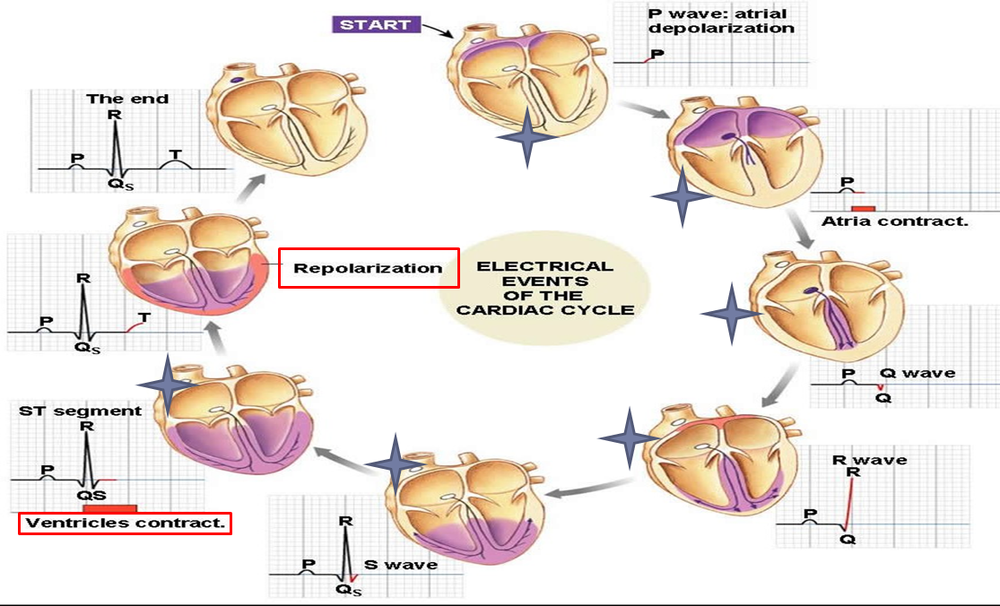 START
P wave: atrial
depolarization
P
P
Atria contract.
P
Q wave
Q
R wave
R
P
Q
R
P
S wave
QS
ST segment
R
P
QS
Ventricles contract.
Repolarization
R
P
T
QS
The end
R
P
T
QS
ELECTRICAL
EVENTS
OF THE
CARDIAC CYCLE